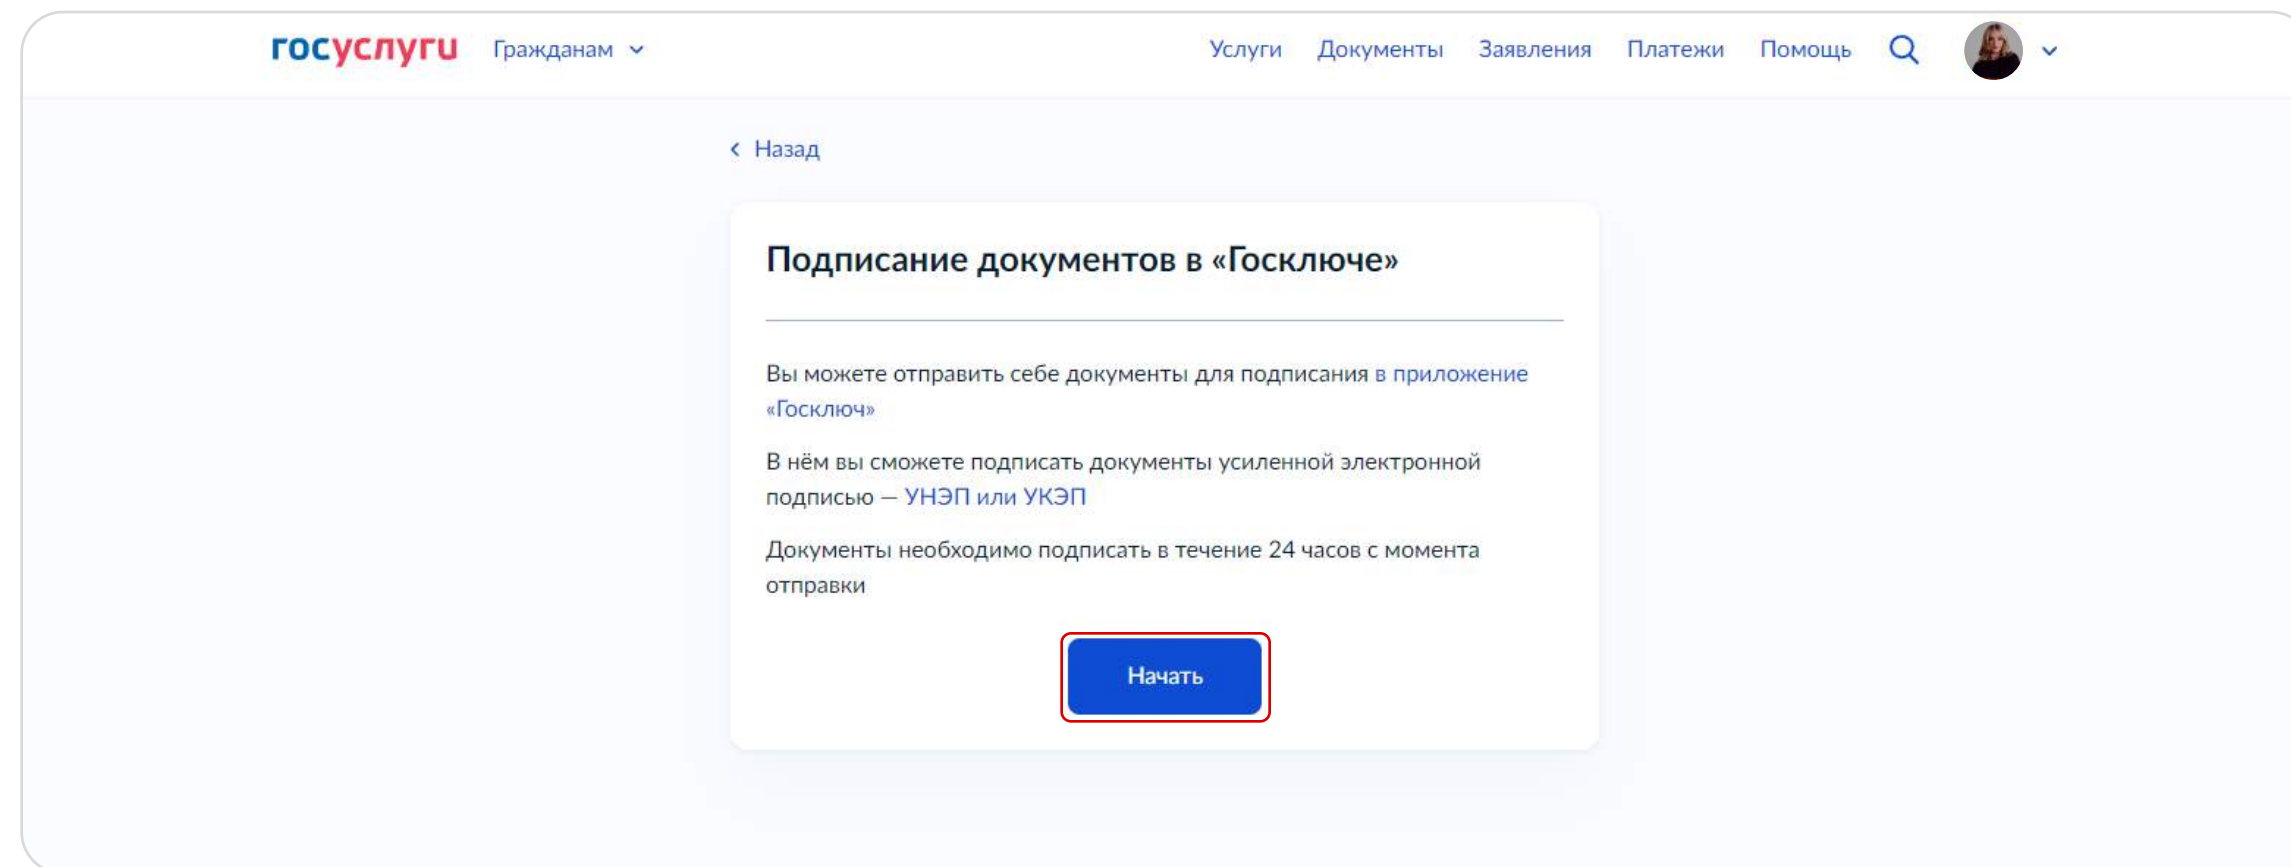 госуслуги Гражданам Услуги Документы Заявления Платежи Помощь
Назад
Подписание документов в «Госключе»
Вы можете отправить себе документы для подписания в приложение
«Госключ»
В нём вы сможете подписать документы усиленной электронной
подписью — УНЭП или УКЭП
Документы необходимо подписать в течение 24 часов с момента
отправки
Начать